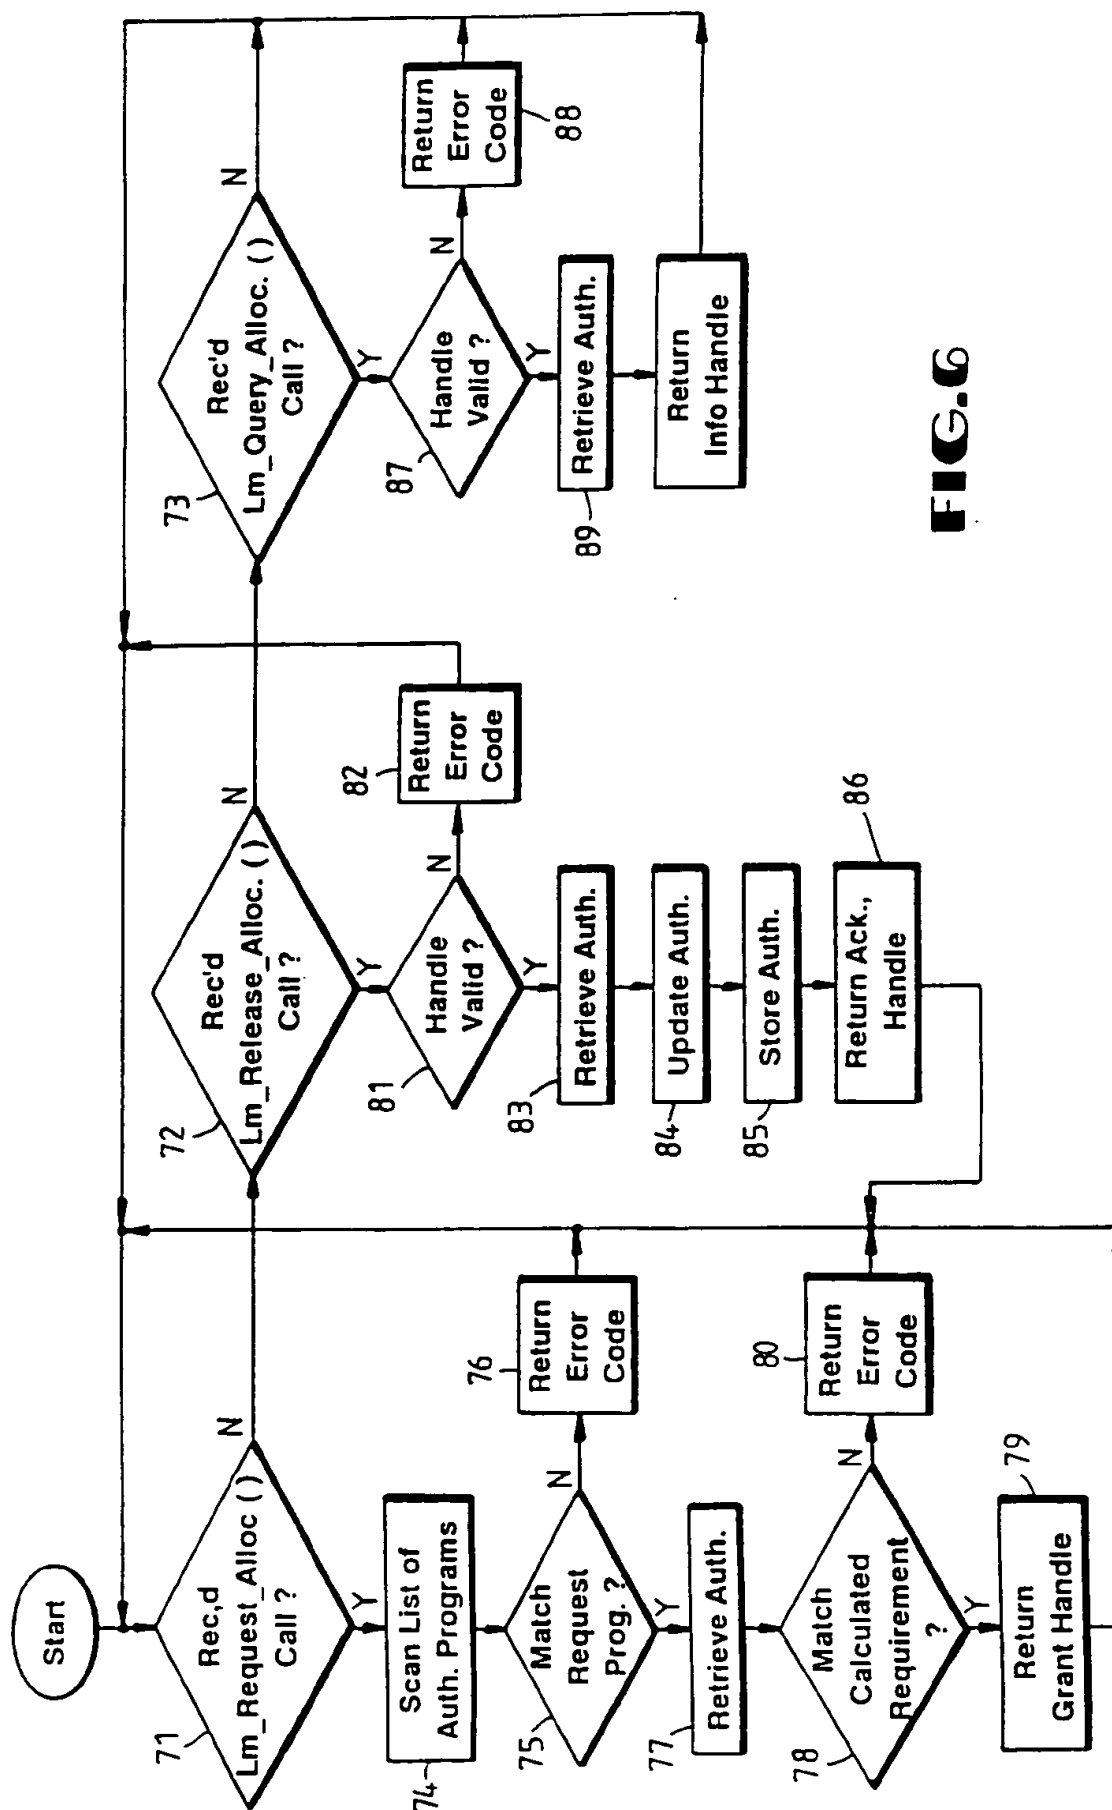 Start
71
Rec,d
Lm_Request_Alloc ( )
Call ?
N
Y
74
Scan List of
Auth. Programs
75
Match
Request
Prog. ?
N
76
Return
Error
Code
Y
77
Retrieve Auth.
78
Match
Calculated
Requirement
?
N
80
Return
Error
Code
Y
79
Return
Grant Handle
72
Rec'd
Lm_Release_Alloc. ( )
Call ?
N
Y
81
Handle
Valid ?
N
82
Return
Error
Code
Y
83
Retrieve Auth.
84
Update Auth.
85
Store Auth.
86
Return Ack.,
Handle
73
Rec'd
Lm_Query_Alloc. ( )
Call ?
N
Y
87
Handle
Valid ?
N
88
Return
Error
Code
Y
89
Retrieve Auth.
Return
Info Handle
FIG.6